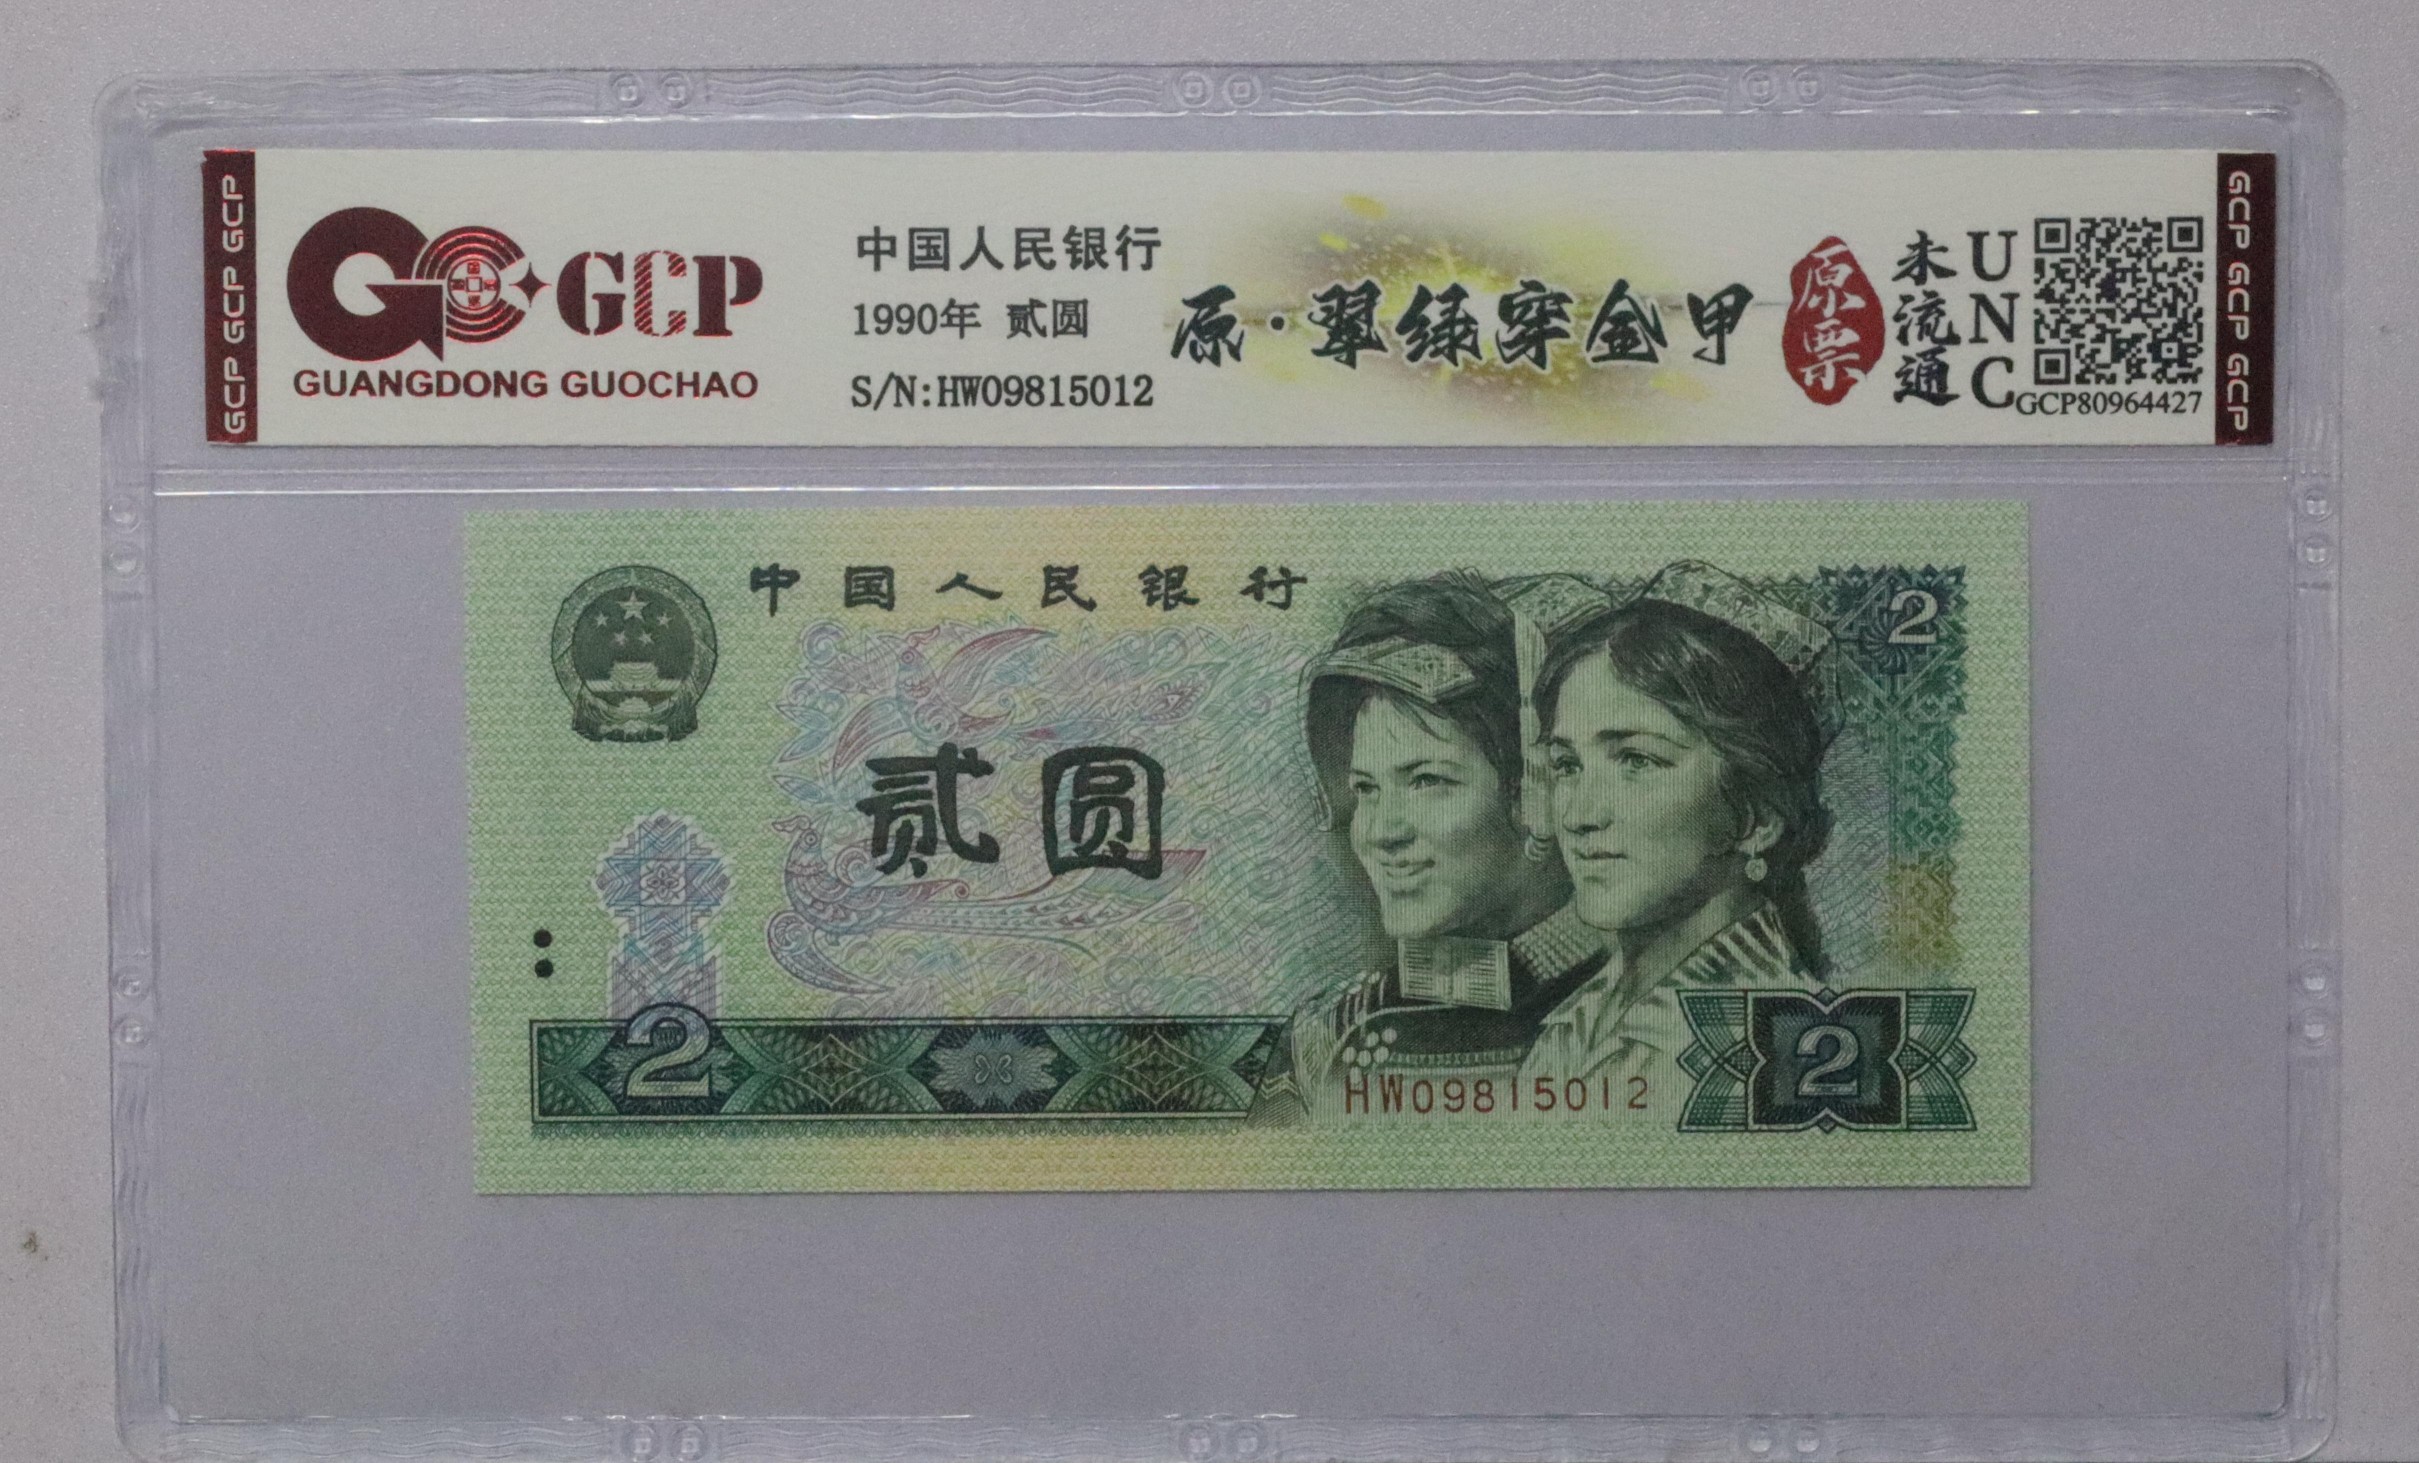 GCP GCP GCP
GCP
GUANGDONG GUOCHAO
中国人民银行
1990年 贰圆
S/N:HW09815012
原·翠绿穿金甲
原票
未流通
UNC
GCP80964427
GCP GCP GCP
中国人民银行
2
贰圆
2
HW09815012
2